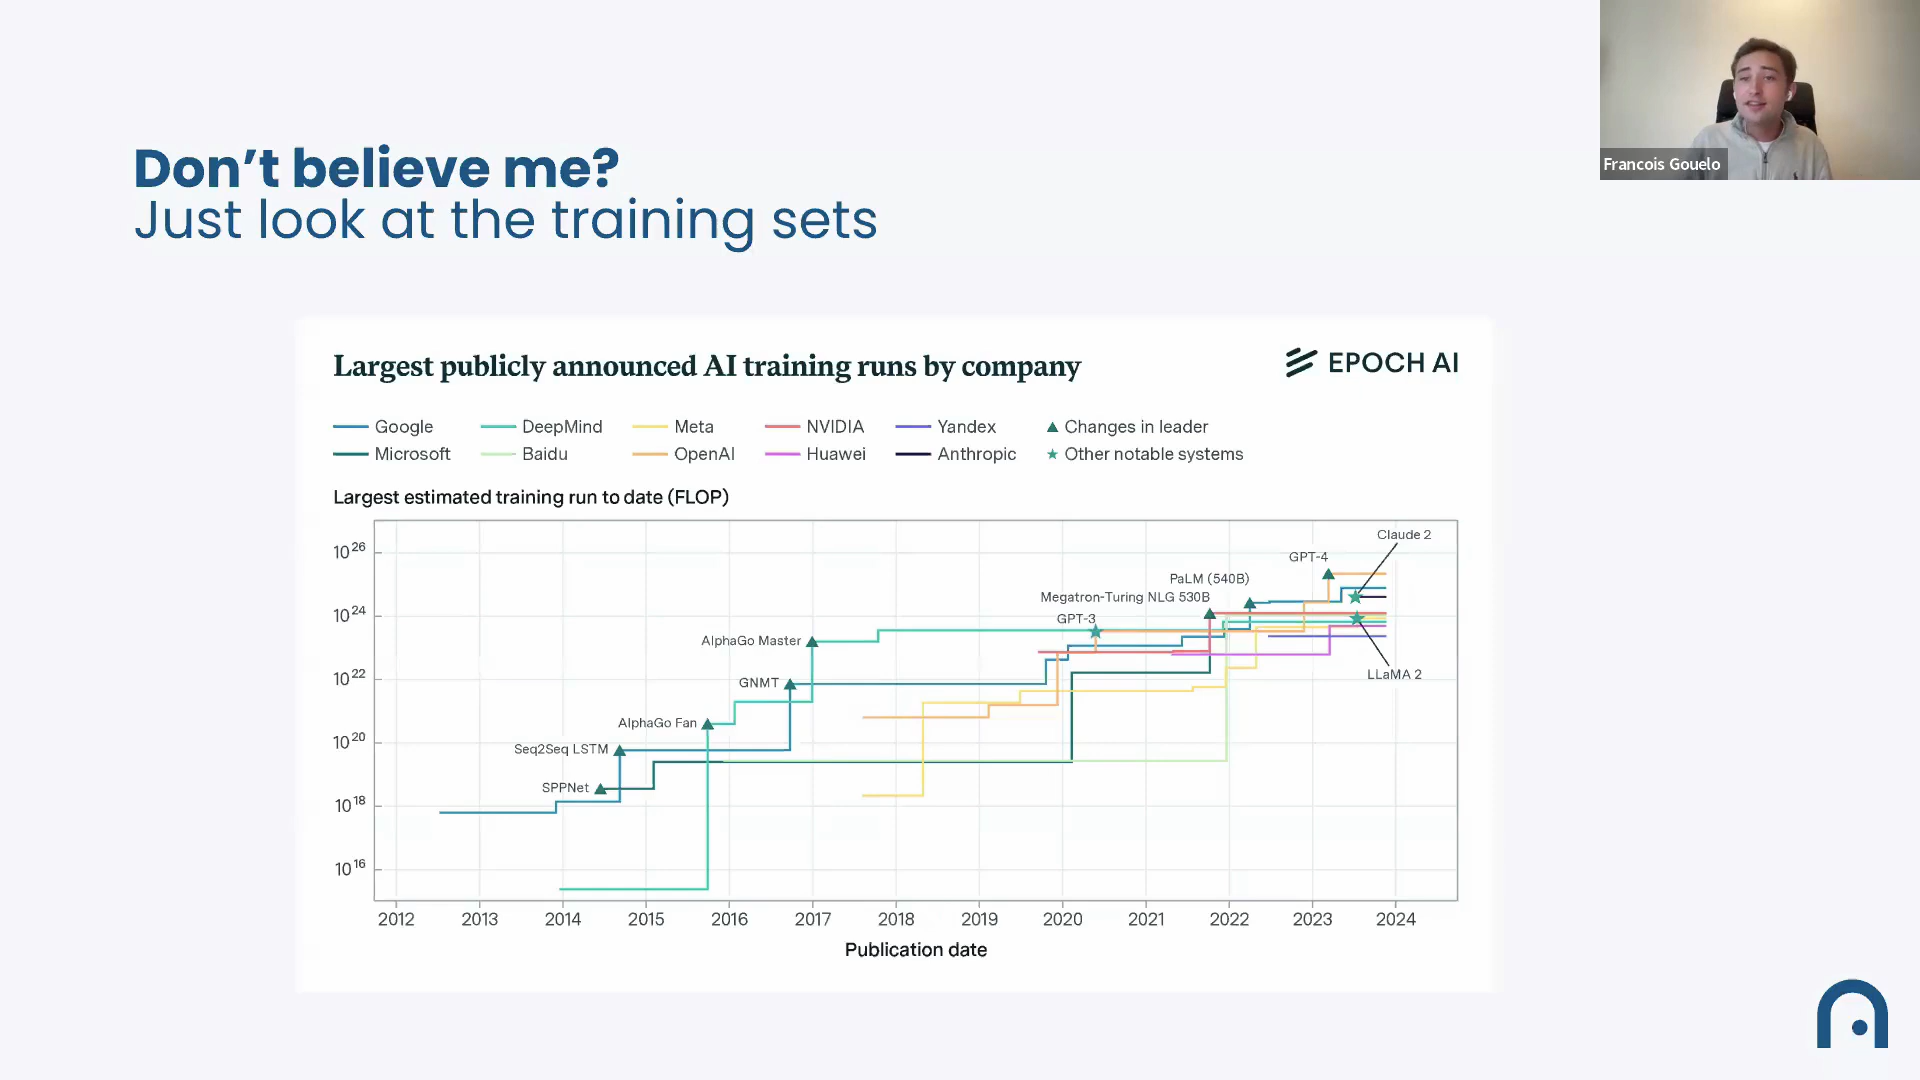 Francois Gouelo
Don't believe me?
Just look at the training sets
Largest publicly announced AI training runs by company
EPOCH AI
Google DeepMind Meta NVIDIA Yandex Changes in leader
Microsoft Baidu OpenAI Huawei Anthropic Other notable systems
Largest estimated training run to date (FLOP)
Claude 2
10^26
GPT-4
PaLM (540B)
Megatron-Turing NLG 530B
10^24
GPT-3
AlphaGo Master
LLaMA 2
10^22
GNMT
AlphaGo Fan
10^20
Seq2Seq LSTM
SPPNet
10^18
10^16
2012 2013 2014 2015 2016 2017 2018 2019 2020 2021 2022 2023 2024
Publication date